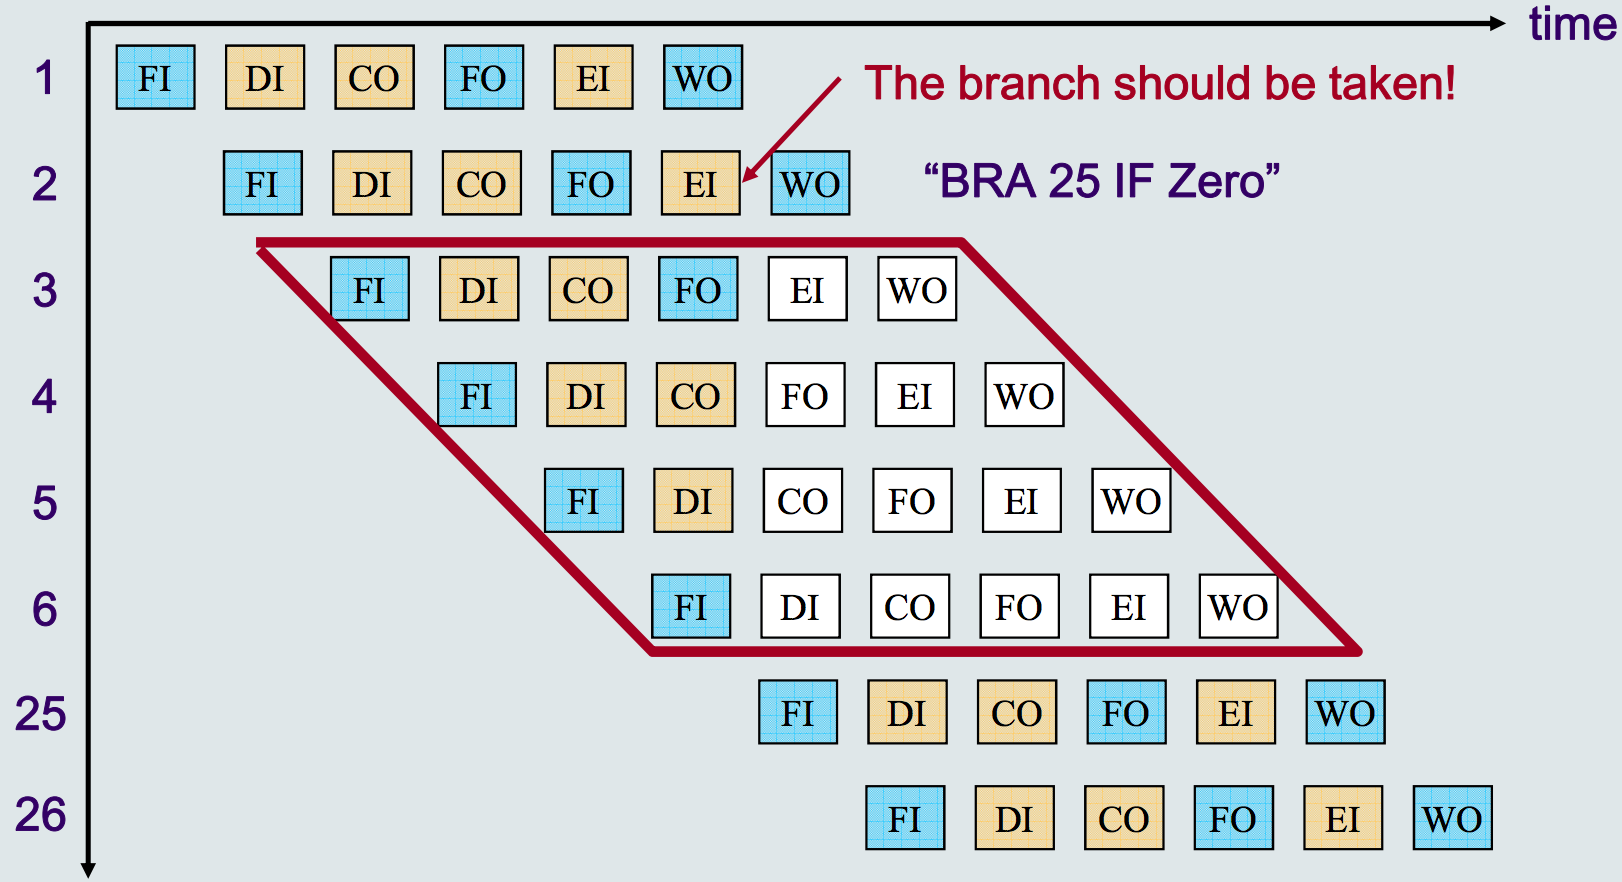 time
1 FI DI CO FO EI WO
The branch should be taken!
2 FI DI CO FO EI WO
“BRA 25 IF Zero”
3 FI DI CO FO EI WO
4 FI DI CO FO EI WO
5 FI DI CO FO EI WO
6 FI DI CO FO EI WO
25 FI DI CO FO EI WO
26 FI DI CO FO EI WO